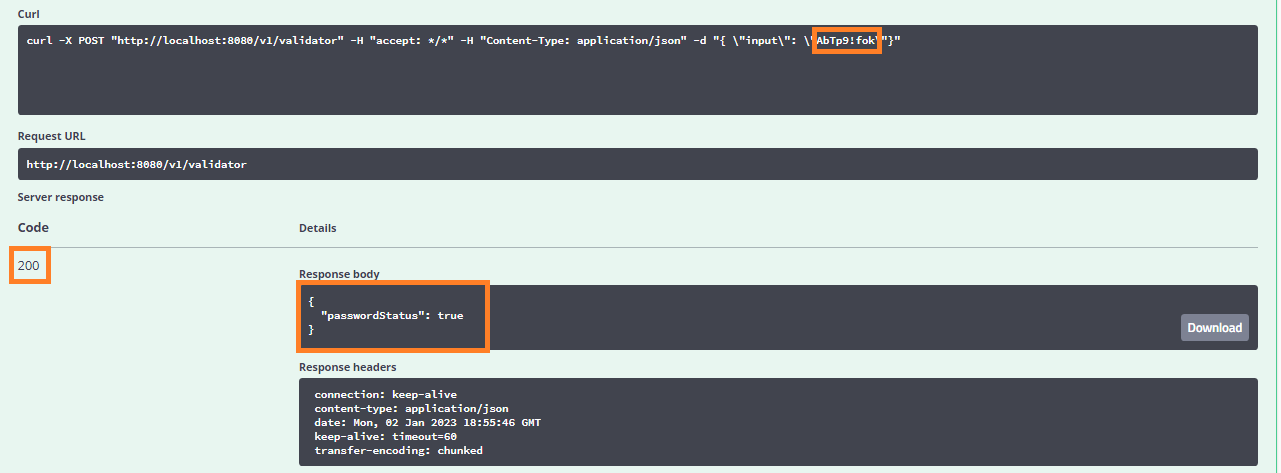 Curl
curl -X POST "http://localhost:8080/v1/validator" -H "accept: */*" -H "Content-Type: application/json" -d "{ \"input\": \"AbTp9!fok\"}"
Request URL
http://localhost:8080/v1/validator
Server response
Code
Details
200
Response body
{
"passwordStatus": true
}
Download
Response headers
connection: keep-alive
content-type: application/json
date: Mon, 02 Jan 2023 18:55:46 GMT
keep-alive: timeout=60
transfer-encoding: chunked